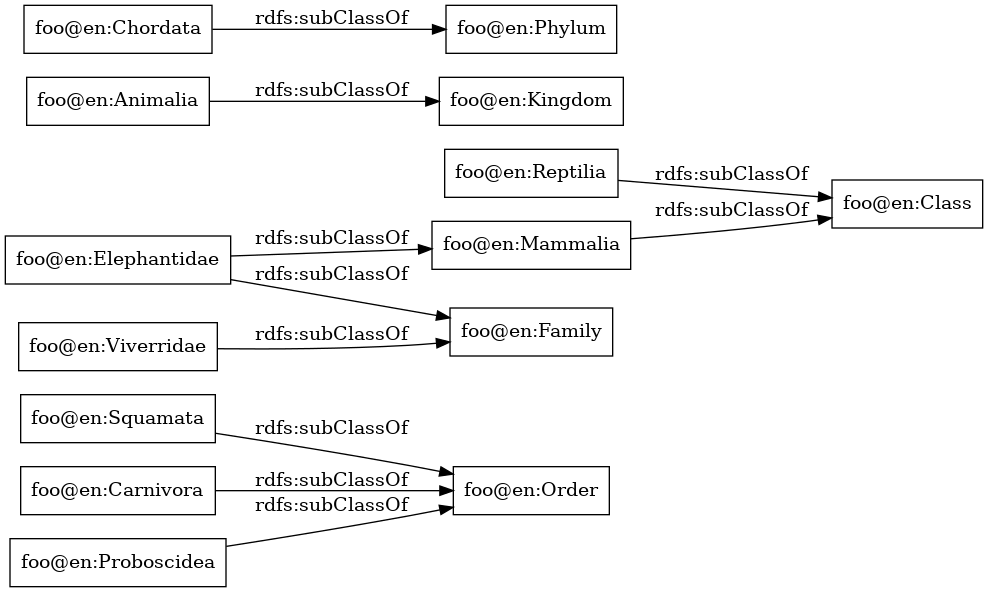 foo@en:Chordata rdfs:subClassOf foo@en:Phylum
foo@en:Animalia rdfs:subClassOf foo@en:Kingdom
foo@en:Reptilia rdfs:subClassOf foo@en:Class
foo@en:Elephantidae rdfs:subClassOf foo@en:Mammalia rdfs:subClassOf
rdfs:subClassOf foo@en:Family
foo@en:Viverridae rdfs:subClassOf
foo@en:Squamata rdfs:subClassOf
foo@en:Carnivora rdfs:subClassOf foo@en:Order
foo@en:Proboscidea rdfs:subClassOf